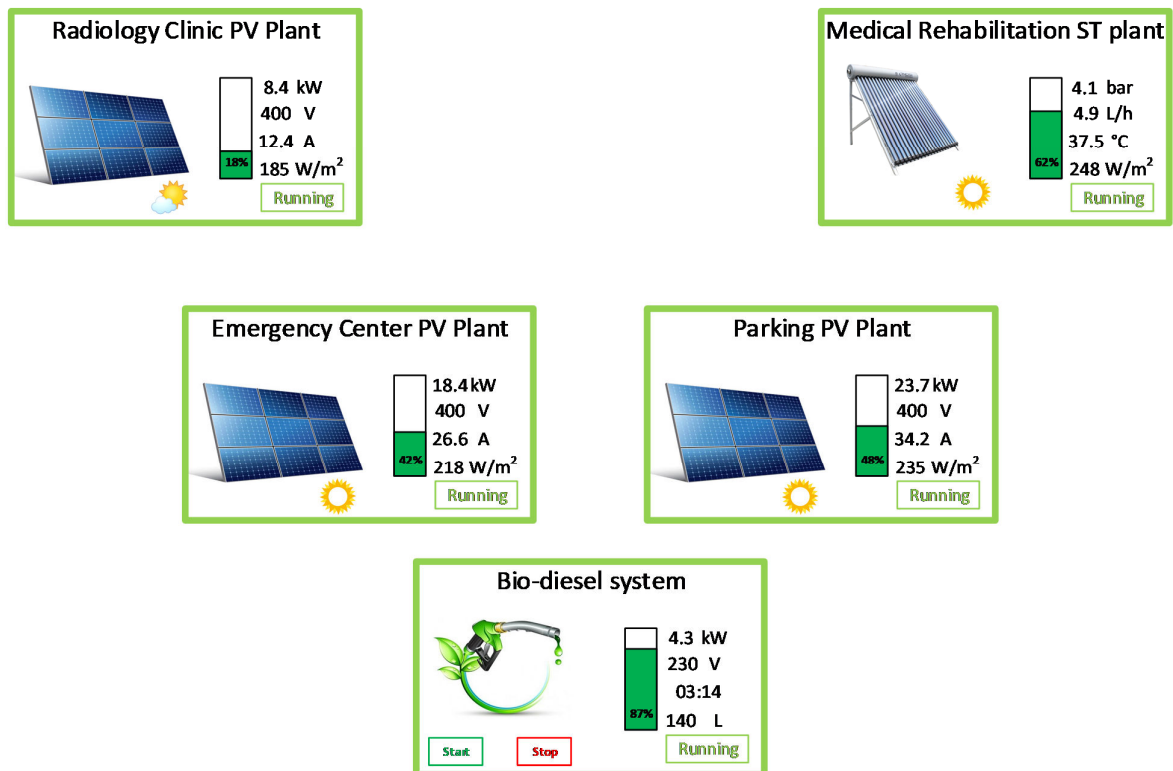 Radiology Clinic PV Plant
8.4 kW
400 V
12.4 A
18%
185 W/m²
Running
Medical Rehabilitation ST plant
4.1 bar
4.9 L/h
37.5 °C
62%
248 W/m²
Running
Emergency Center PV Plant
18.4 kW
400 V
26.6 A
42%
218 W/m²
Running
Parking PV Plant
23.7 kW
400 V
34.2 A
48%
235 W/m²
Running
Bio-diesel system
4.3 kW
230 V
03:14
87%
140 L
Start Stop Running